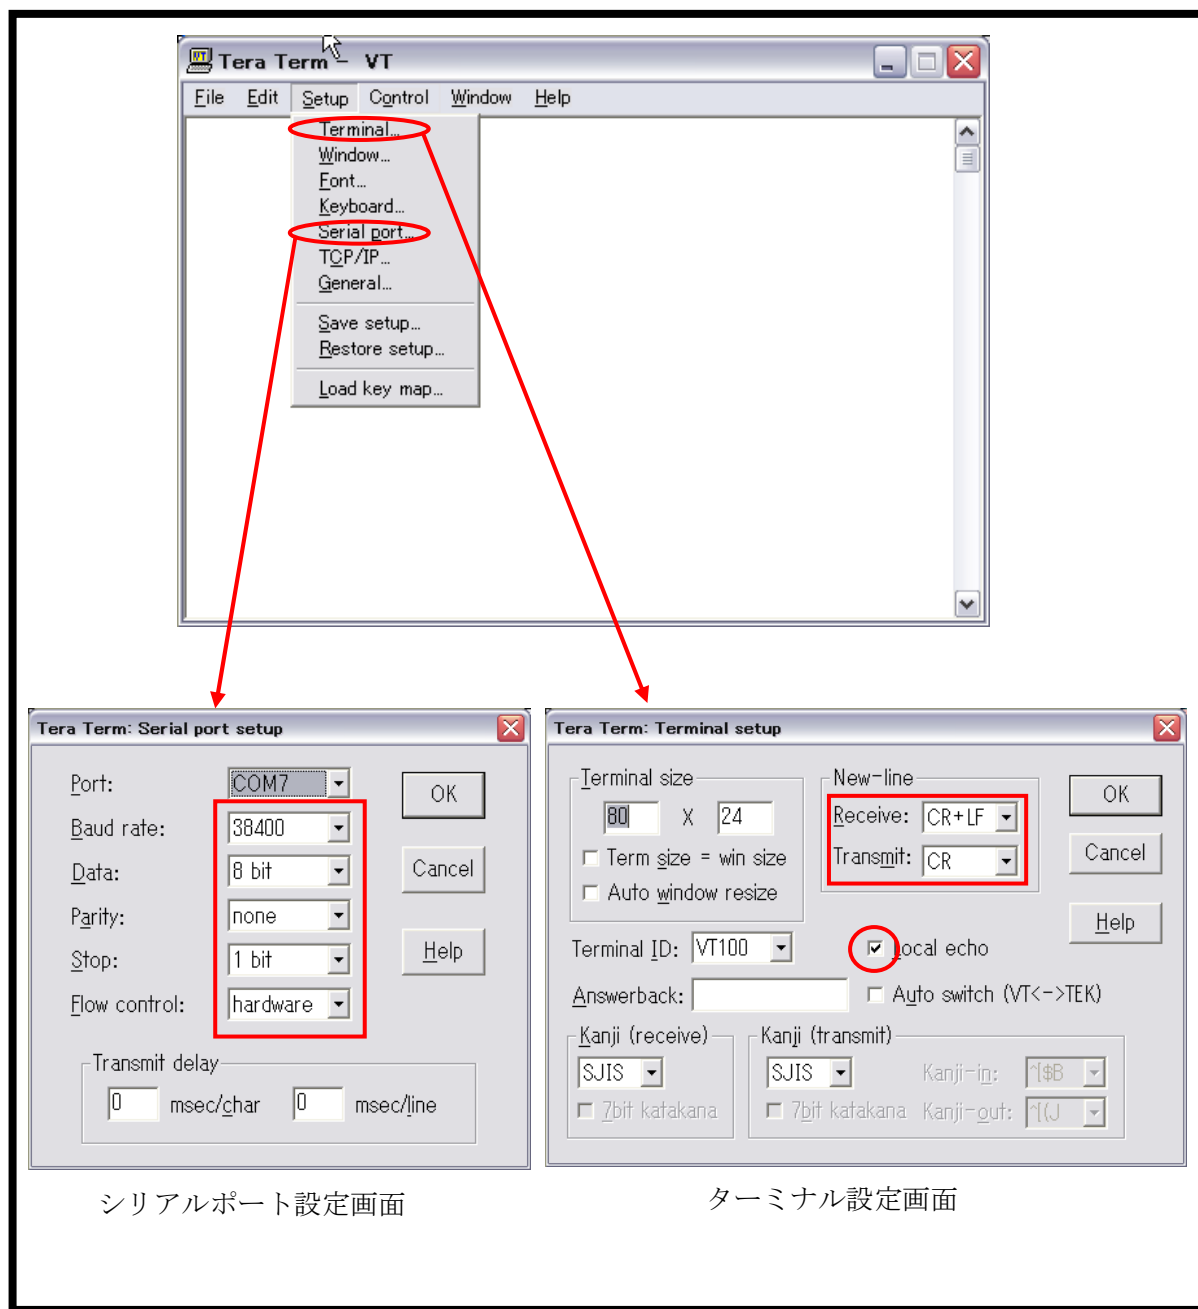 Tera Term - VT
File Edit Setup Control Window Help
Terminal...
Window...
Font...
Keyboard...
Serial port...
TCP/IP...
General...
Save setup...
Restore setup...
Load key map...
Tera Term: Serial port setup
Port: COM7 OK
Baud rate: 38400
Data: 8 bit Cancel
Parity: none
Stop: 1 bit Help
Flow control: hardware
Transmit delay
0 msec/char 0 msec/line
シリアルポート設定画面
Tera Term: Terminal setup
Terminal size New-line
80 X 24 Receive: CR+LF OK
Term size = win size Transmit: CR Cancel
Auto window resize
Help
Terminal ID: VT100 Local echo
Answerback: Auto switch (VT<->TEK)
Kanji (receive) Kanji (transmit)
SJIS SJIS Kanji-in: ^[$B
7bit katakana 7bit katakana Kanji-out: ^[(J
ターミナル設定画面